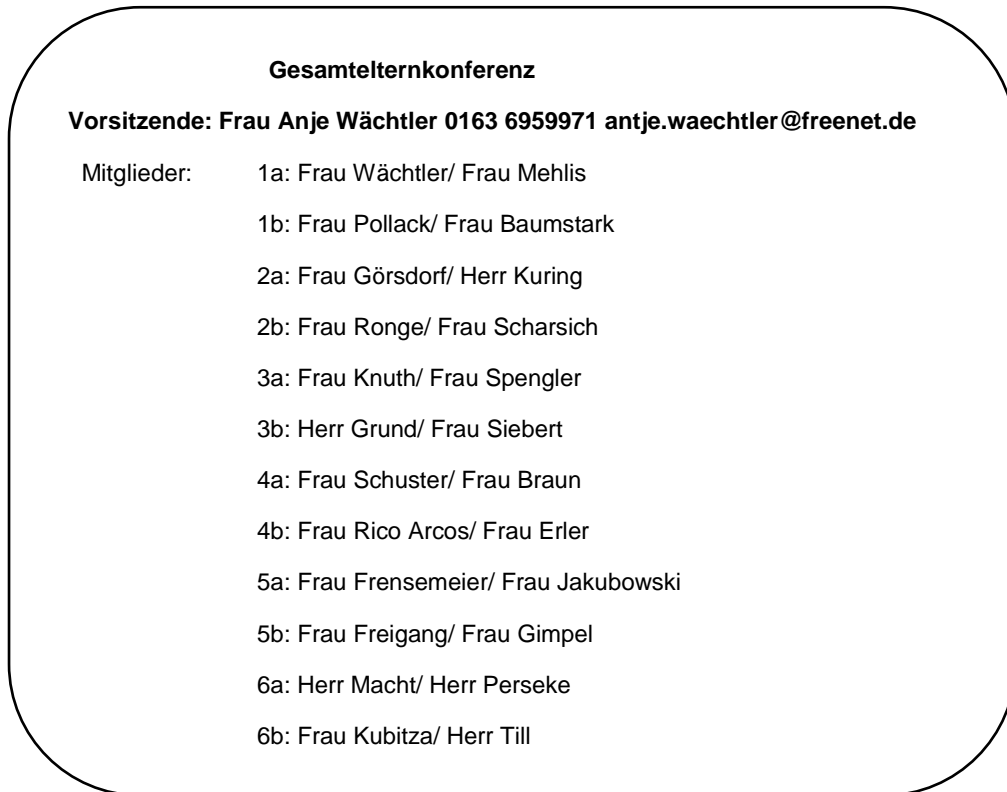 Gesamtelternkonferenz
Vorsitzende: Frau Anje Wächtler 0163 6959971 antje.waechtler@freenet.de
Mitglieder: 1a: Frau Wächtler/ Frau Mehlis
1b: Frau Pollack/ Frau Baumstark
2a: Frau Görsdorf/ Herr Kuring
2b: Frau Ronge/ Frau Scharsich
3a: Frau Knuth/ Frau Spengler
3b: Herr Grund/ Frau Siebert
4a: Frau Schuster/ Frau Braun
4b: Frau Rico Arcos/ Frau Erler
5a: Frau Frensemeier/ Frau Jakubowski
5b: Frau Freigang/ Frau Gimpel
6a: Herr Macht/ Herr Perseke
6b: Frau Kubitza/ Herr Till